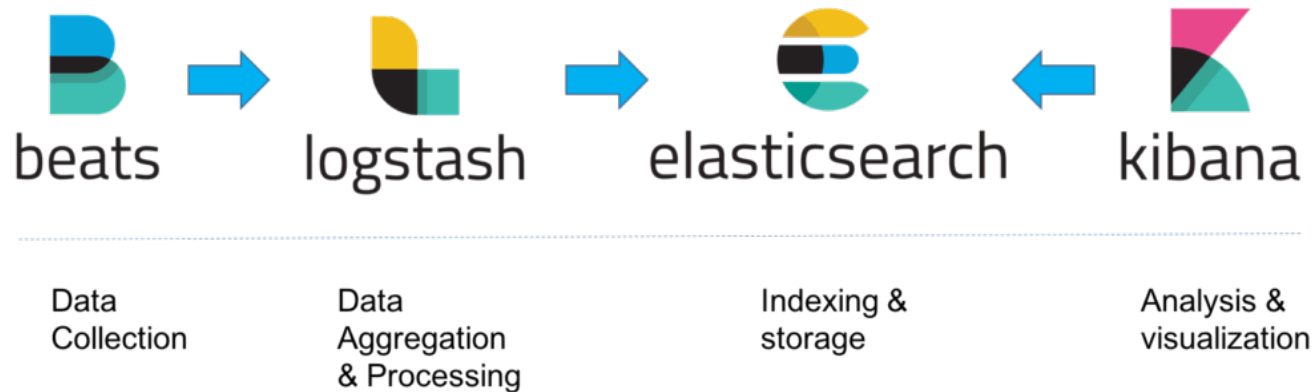 beats
logstash
elasticsearch
kibana
Data
Collection
Data
Aggregation
& Processing
Indexing &
storage
Analysis &
visualization